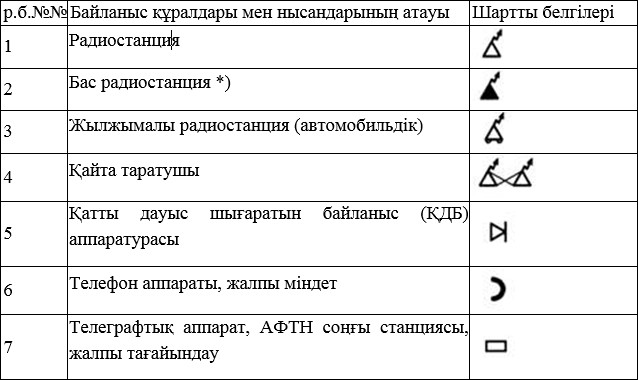 р.б.№№ Байланыс құралдары мен нысандарының атауы Шартты белгілері
1 Радиостанция
2 Бас радиостанция *)
3 Жылжымалы радиостанция (автомобильдік)
4 Қайта таратушы
5 Қатты дауыс шығаратын байланыс (ҚДБ)
аппаратурасы
6 Телефон аппараты, жалпы міндет
7 Телеграфтық аппарат, АФТН соңғы станциясы,
жалпы тағайындау